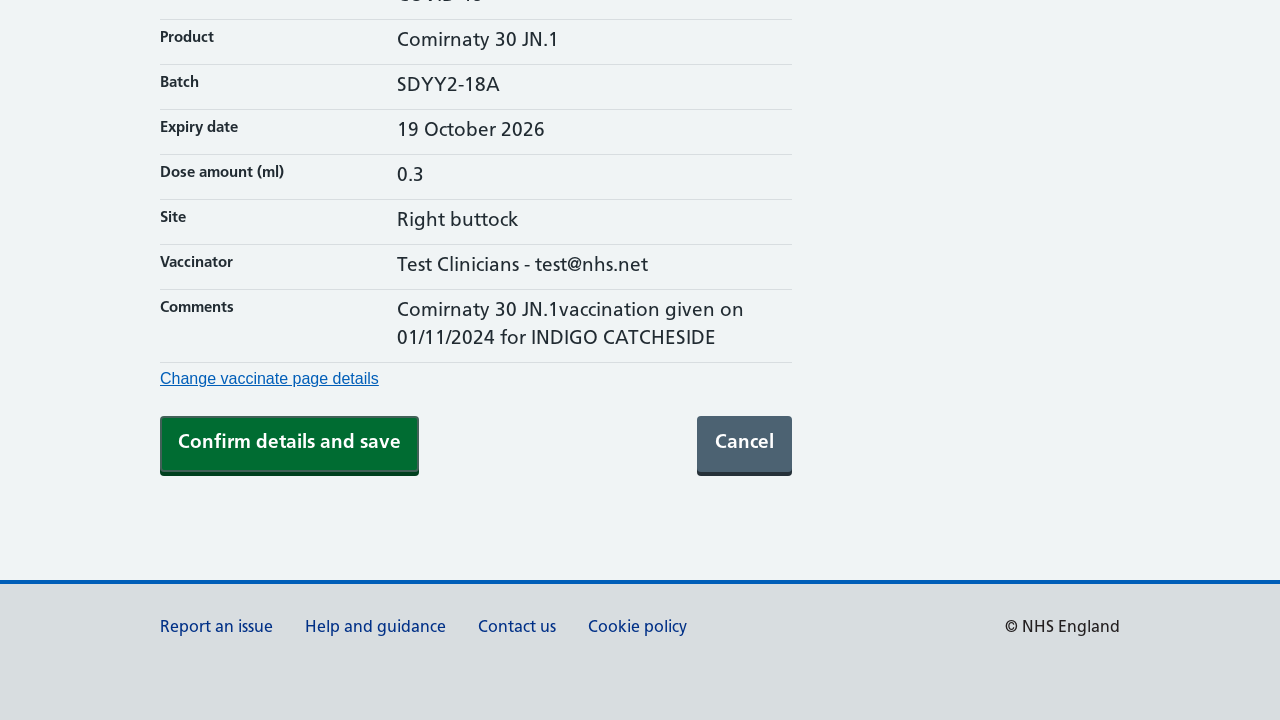 Product
Comirnaty 30 JN.1
Batch
SDYY2-18A
Expiry date
19 October 2026
Dose amount (ml)
0.3
Site
Right buttock
Vaccinator
Test Clinicians - test@nhs.net
Comments
Comirnaty 30 JN.1vaccination given on
01/11/2024 for INDIGO CATCHESIDE
Change vaccinate page details
Confirm details and save
Cancel
Report an issue
Help and guidance
Contact us
Cookie policy
© NHS England